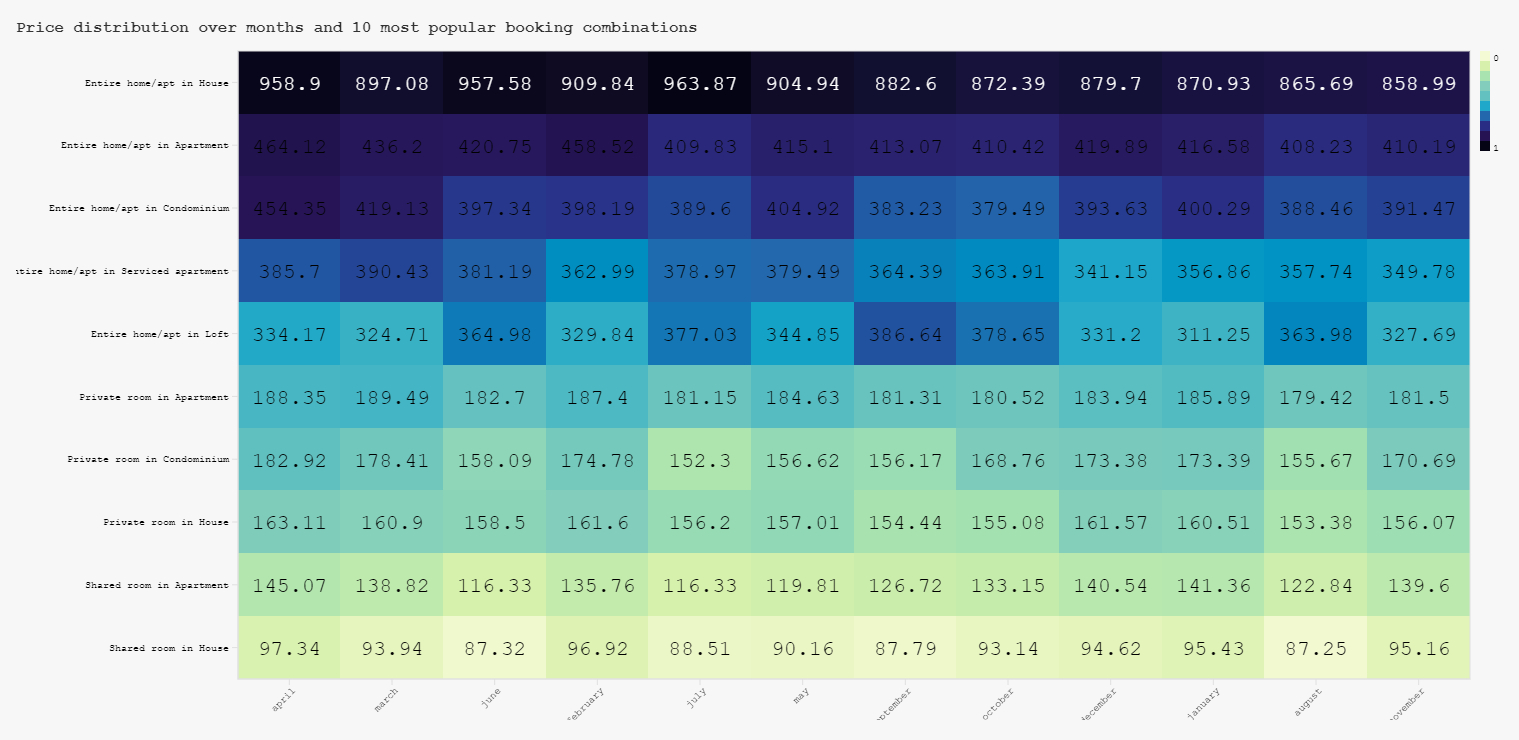 Price distribution over months and 10 most popular booking combinations
0
1
Entire home/apt in House 958.9 897.08 957.58 909.84 963.87 904.94 882.6 872.39 879.7 870.93 865.69 858.99
Entire home/apt in Apartment 464.12 436.2 420.75 458.52 409.83 415.1 413.07 410.42 419.89 416.58 408.23 410.19
Entire home/apt in Condominium 454.35 419.13 397.34 398.19 389.6 404.92 383.23 379.49 393.63 400.29 388.46 391.47
ntire home/apt in Serviced apartment 385.7 390.43 381.19 362.99 378.97 379.49 364.39 363.91 341.15 356.86 357.74 349.78
Entire home/apt in Loft 334.17 324.71 364.98 329.84 377.03 344.85 386.64 378.65 331.2 311.25 363.98 327.69
Private room in Apartment 188.35 189.49 182.7 187.4 181.15 184.63 181.31 180.52 183.94 185.89 179.42 181.5
Private room in Condominium 182.92 178.41 158.09 174.78 152.3 156.62 156.17 168.76 173.38 173.39 155.67 170.69
Private room in House 163.11 160.9 158.5 161.6 156.2 157.01 154.44 155.08 161.57 160.51 153.38 156.07
Shared room in Apartment 145.07 138.82 116.33 135.76 116.33 119.81 126.72 133.15 140.54 141.36 122.84 139.6
Shared room in House 97.34 93.94 87.32 96.92 88.51 90.16 87.79 93.14 94.62 95.43 87.25 95.16
april march june february july may eptember october december january august november